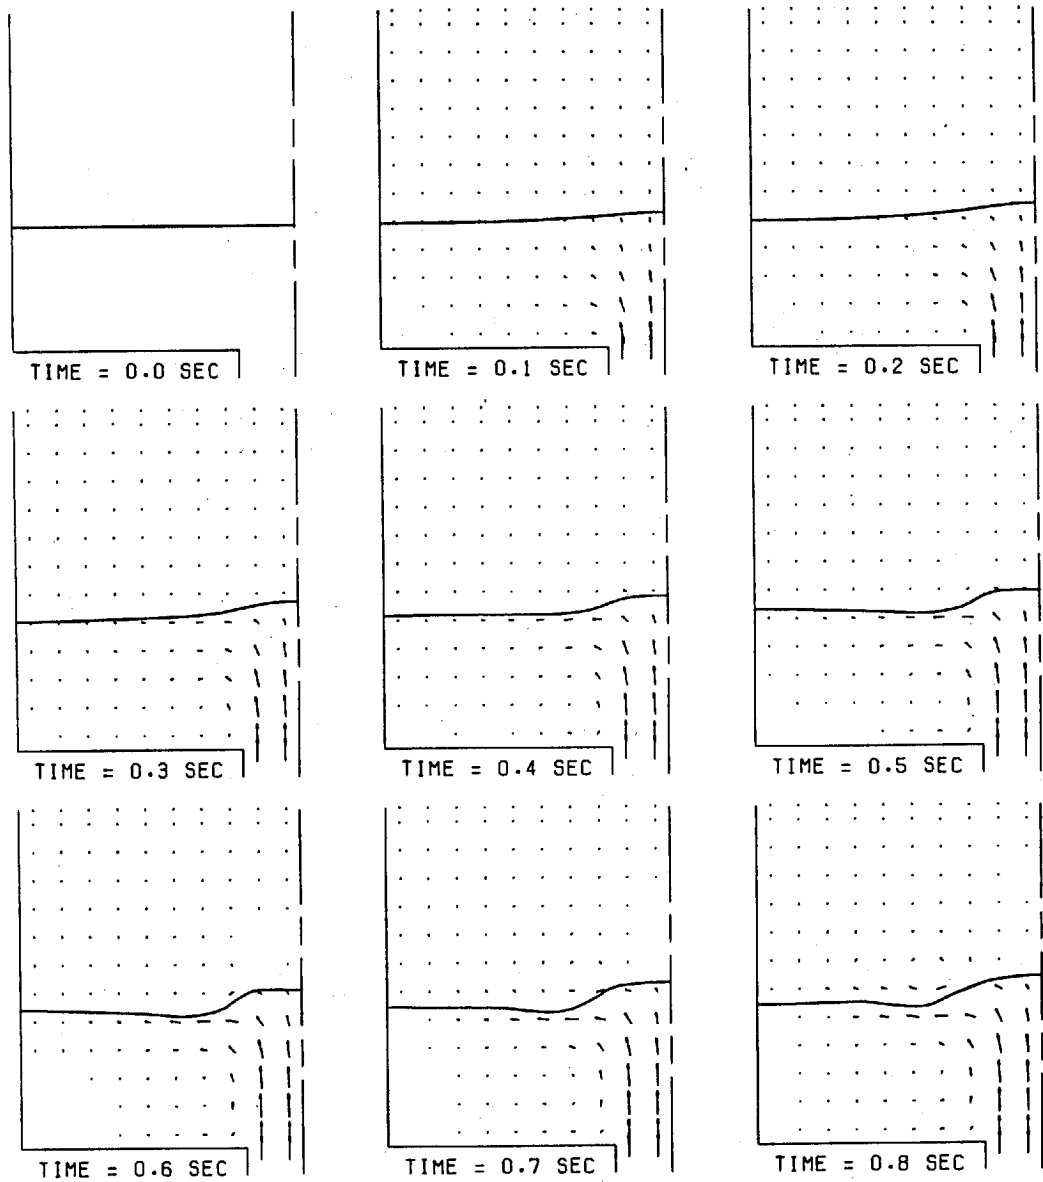 TIME = 0.0 SEC
TIME = 0.1 SEC
TIME = 0.2 SEC
TIME = 0.3 SEC
TIME = 0.4 SEC
TIME = 0.5 SEC
TIME = 0.6 SEC
TIME = 0.7 SEC
TIME = 0.8 SEC